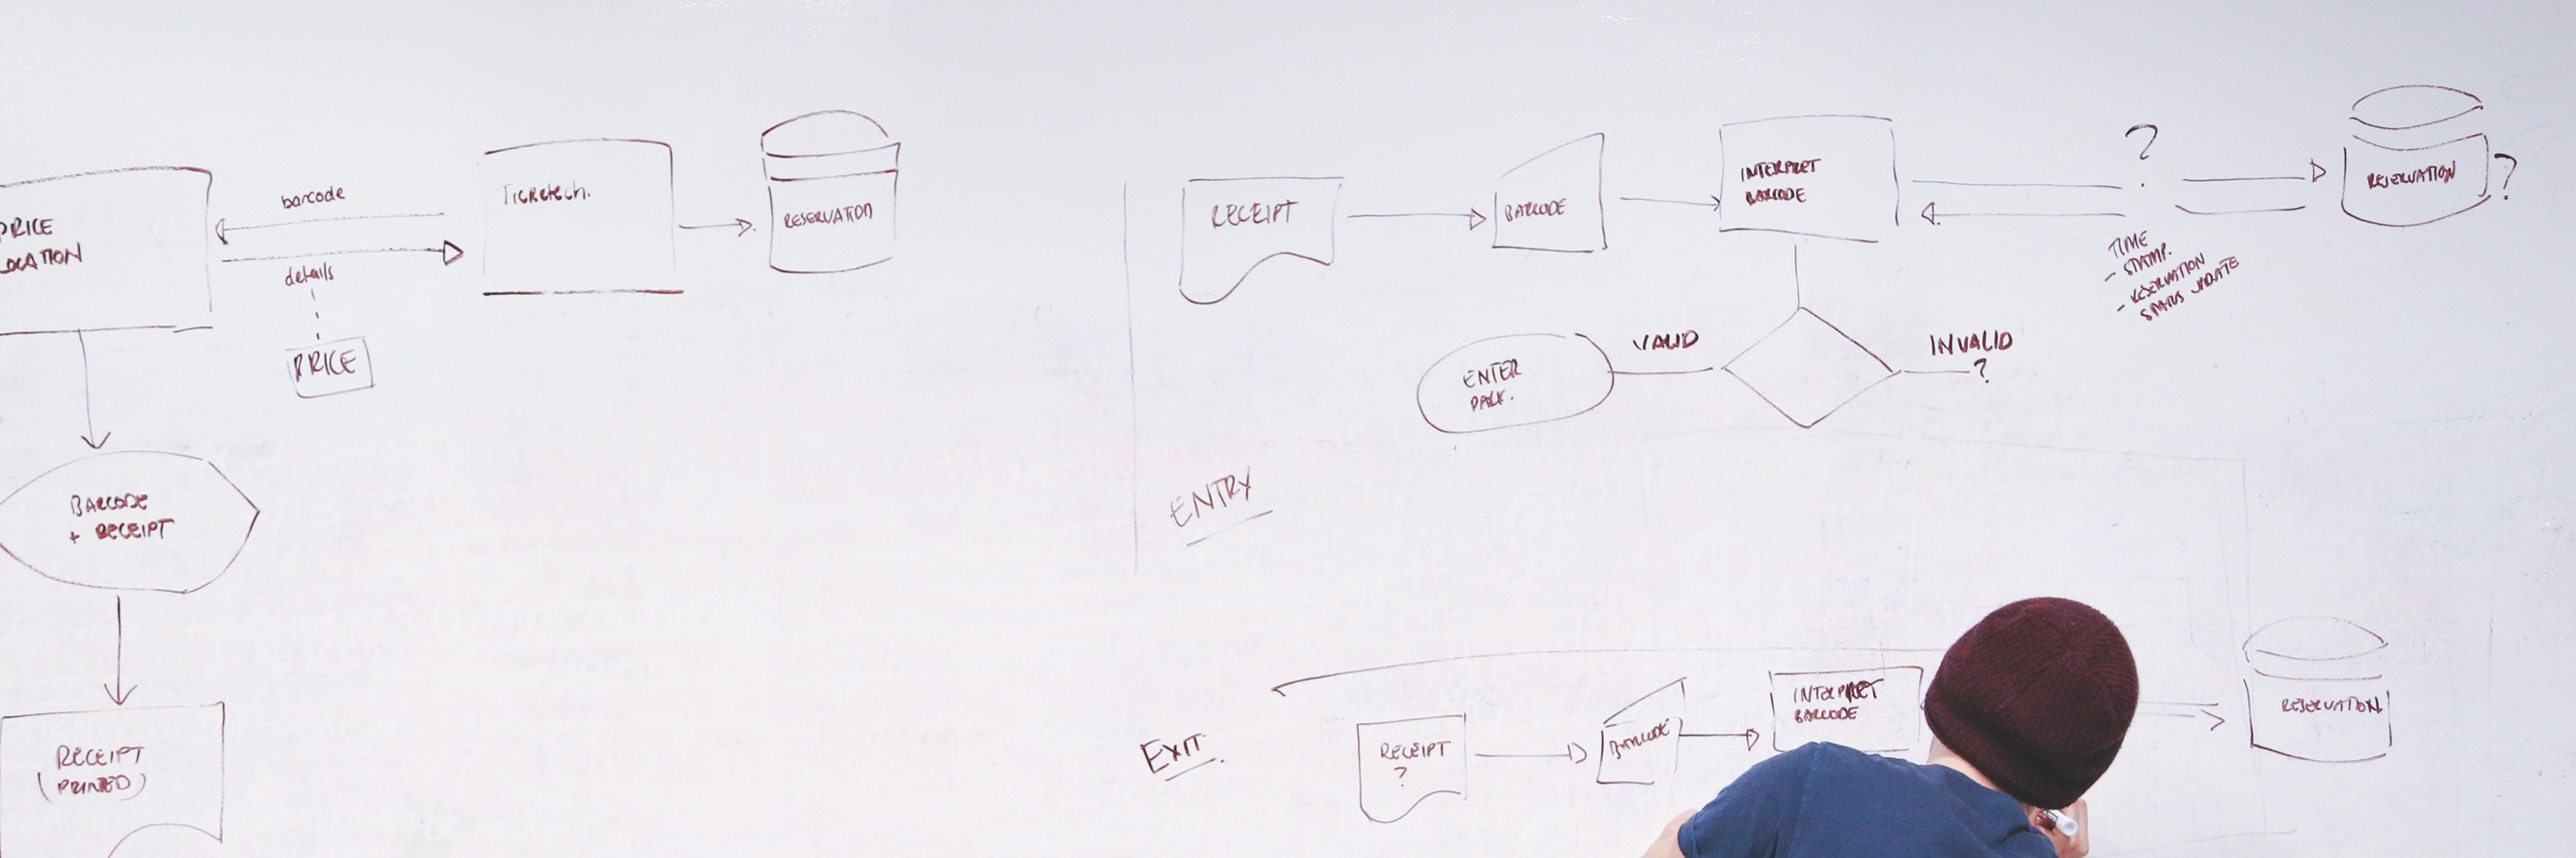 PRICE
LOCATION
barcode
details
PRICE
Ticketech.
RESERVATION
BARCODE
+ RECEIPT
RECEIPT
(PRINTED)
RECEIPT
BARCODE
INTERPRET
BARCODE
?
RESERVATION
?
TIME
- STAMP.
- RESERVATION
STATUS UPDATE
VALID
INVALID
?
ENTER
PARK.
ENTRY
EXIT.
RECEIPT
?
BARCODE
INTERPRET
BARCODE
RESERVATION